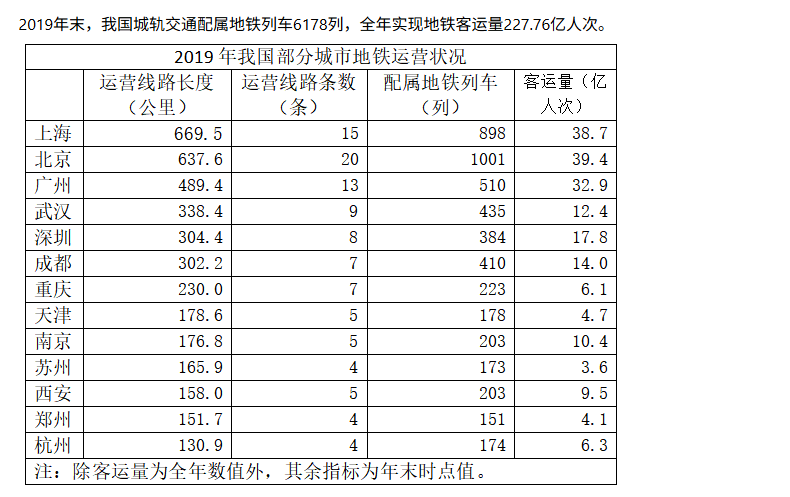 2019年末，我国城轨交通配属地铁列车6178列，全年实现地铁客运量227.76亿人次。
2019 年我国部分城市地铁运营状况
运营线路长度（公里） 运营线路条数（条） 配属地铁列车（列） 客运量（亿人次）
上海 669.5 15 898 38.7
北京 637.6 20 1001 39.4
广州 489.4 13 510 32.9
武汉 338.4 9 435 12.4
深圳 304.4 8 384 17.8
成都 302.2 7 410 14.0
重庆 230.0 7 223 6.1
天津 178.6 5 178 4.7
南京 176.8 5 203 10.4
苏州 165.9 4 173 3.6
西安 158.0 5 203 9.5
郑州 151.7 4 151 4.1
杭州 130.9 4 174 6.3
注：除客运量为全年数值外，其余指标为年末时点值。